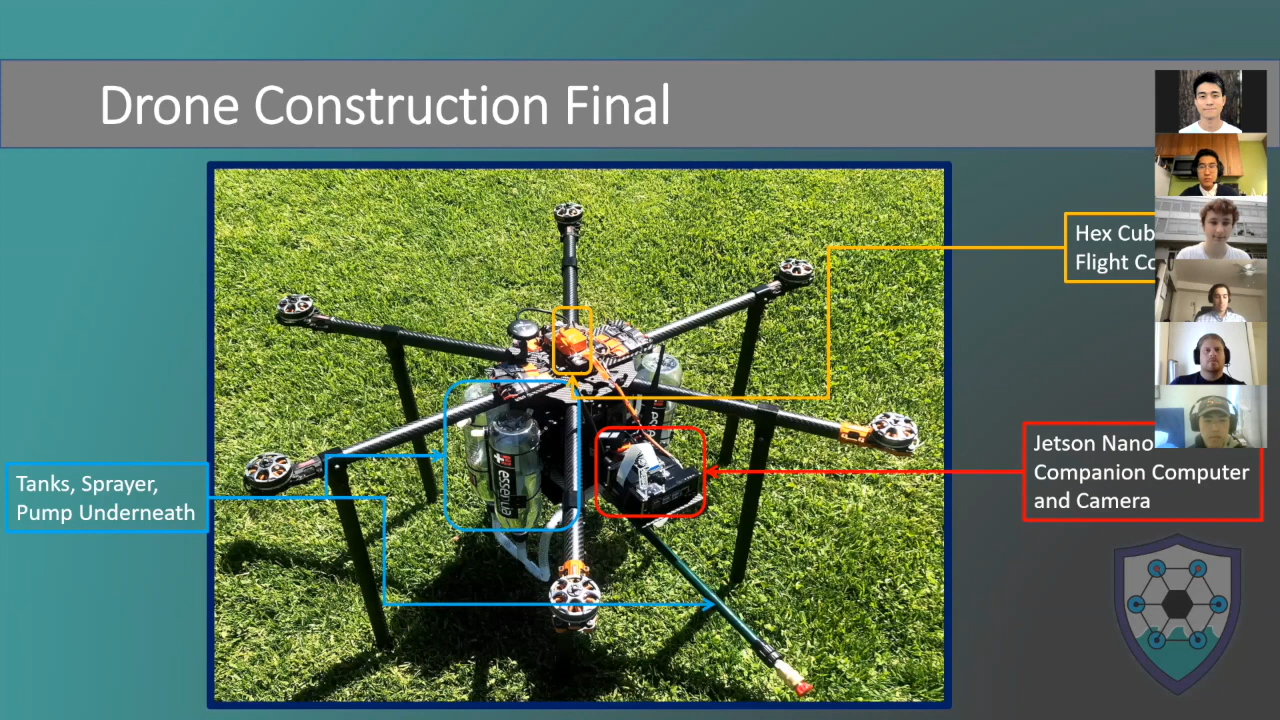 Drone Construction Final
Hex Cub
Flight Co
Jetson Nano
Companion Computer
and Camera
Tanks, Sprayer,
Pump Underneath